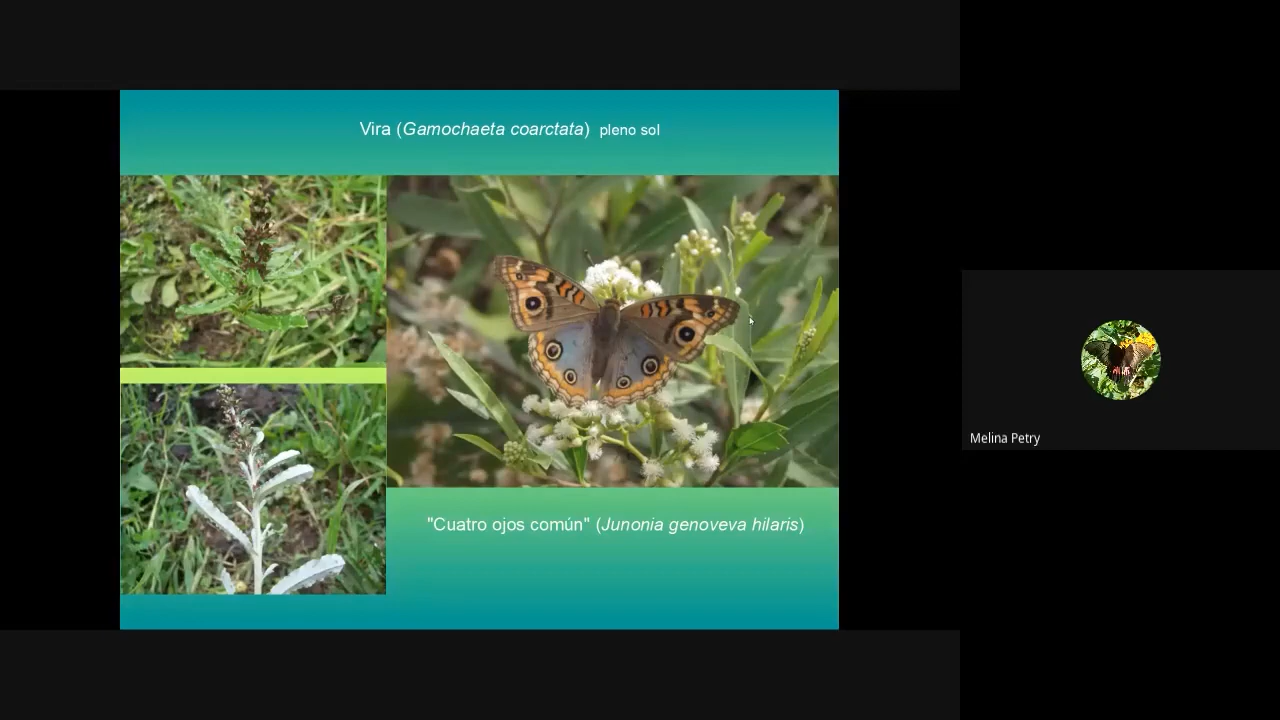 Vira (Gamochaeta coarctata) pleno sol
"Cuatro ojos común" (Junonia genoveva hilaris)
Melina Petry